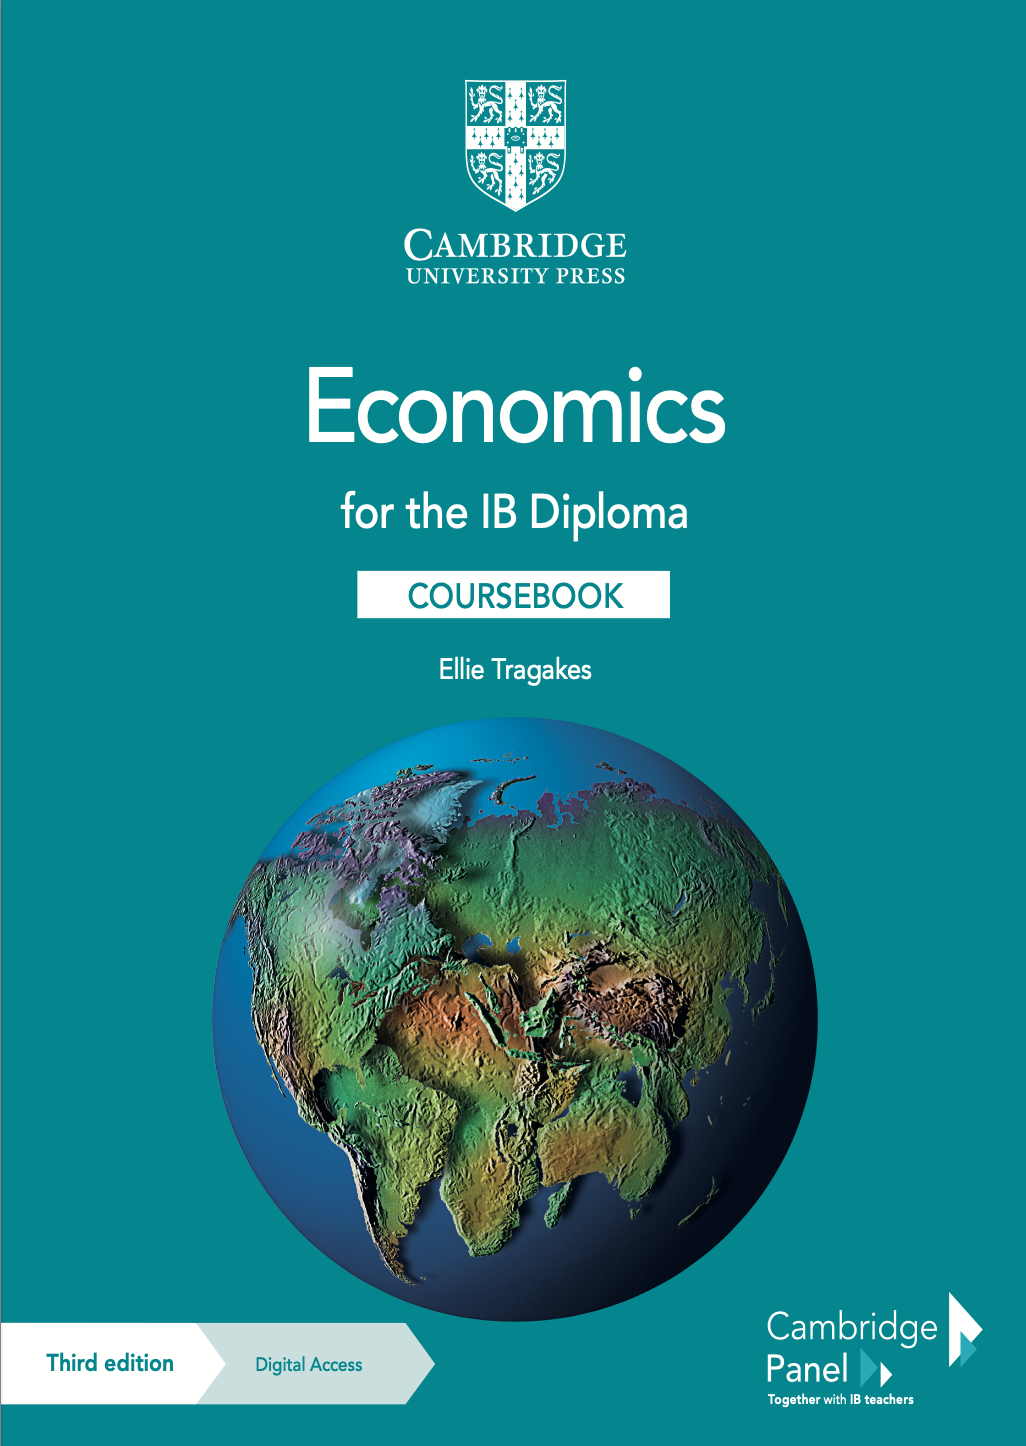 CAMBRIDGE
UNIVERSITY PRESS
Economics
for the IB Diploma
COURSEBOOK
Ellie Tragakes
Third edition
Digital Access
Cambridge
Panel
Together with IB teachers